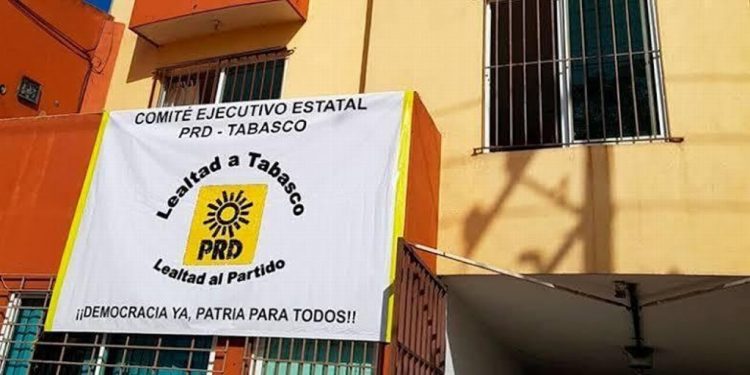 COMITÉ EJECUTIVO ESTATAL
PRD - TABASCO
Lealtad a Tabasco
PRD
Lealtad al Partido
¡¡DEMOCRACIA YA, PATRIA PARA TODOS!!